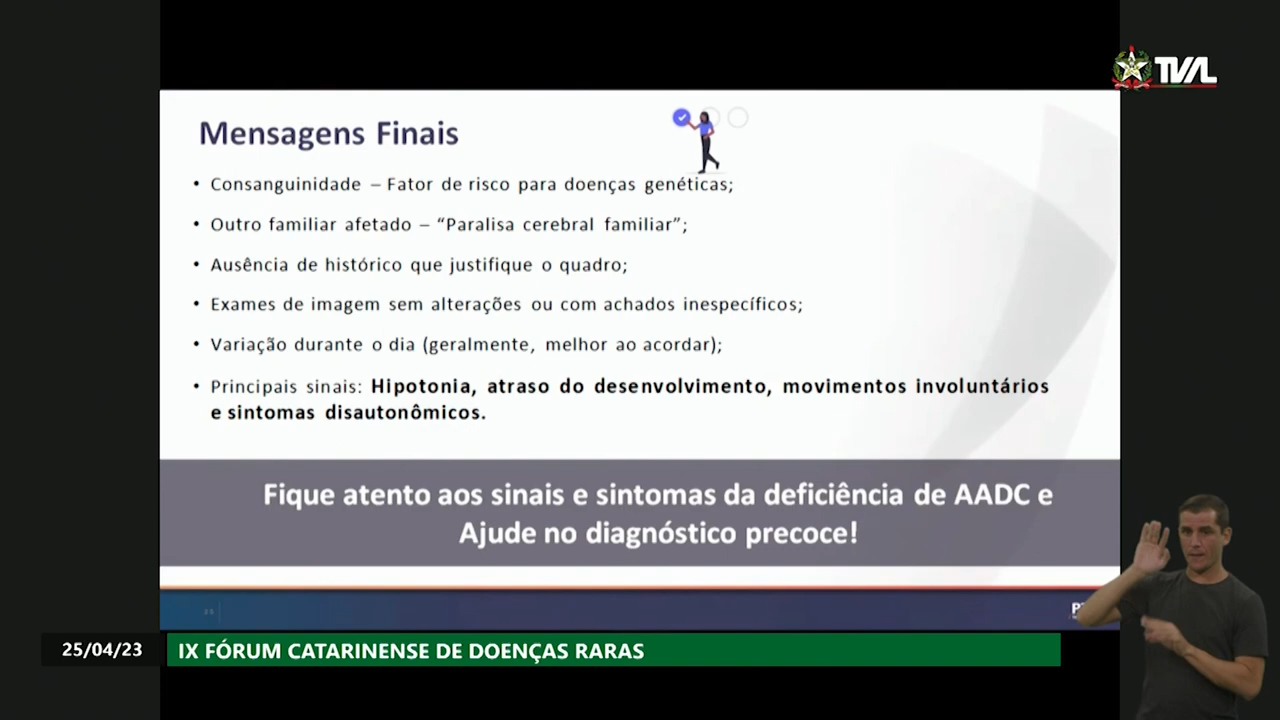 TVAL
Mensagens Finais
• Consanguinidade – Fator de risco para doenças genéticas;
• Outro familiar afetado – “Paralisa cerebral familiar”;
• Ausência de histórico que justifique o quadro;
• Exames de imagem sem alterações ou com achados inespecíficos;
• Variação durante o dia (geralmente, melhor ao acordar);
• Principais sinais: Hipotonia, atraso do desenvolvimento, movimentos involuntários
e sintomas disautonômicos.
Fique atento aos sinais e sintomas da deficiência de AADC e
Ajude no diagnóstico precoce!
25/04/23
IX FÓRUM CATARINENSE DE DOENÇAS RARAS